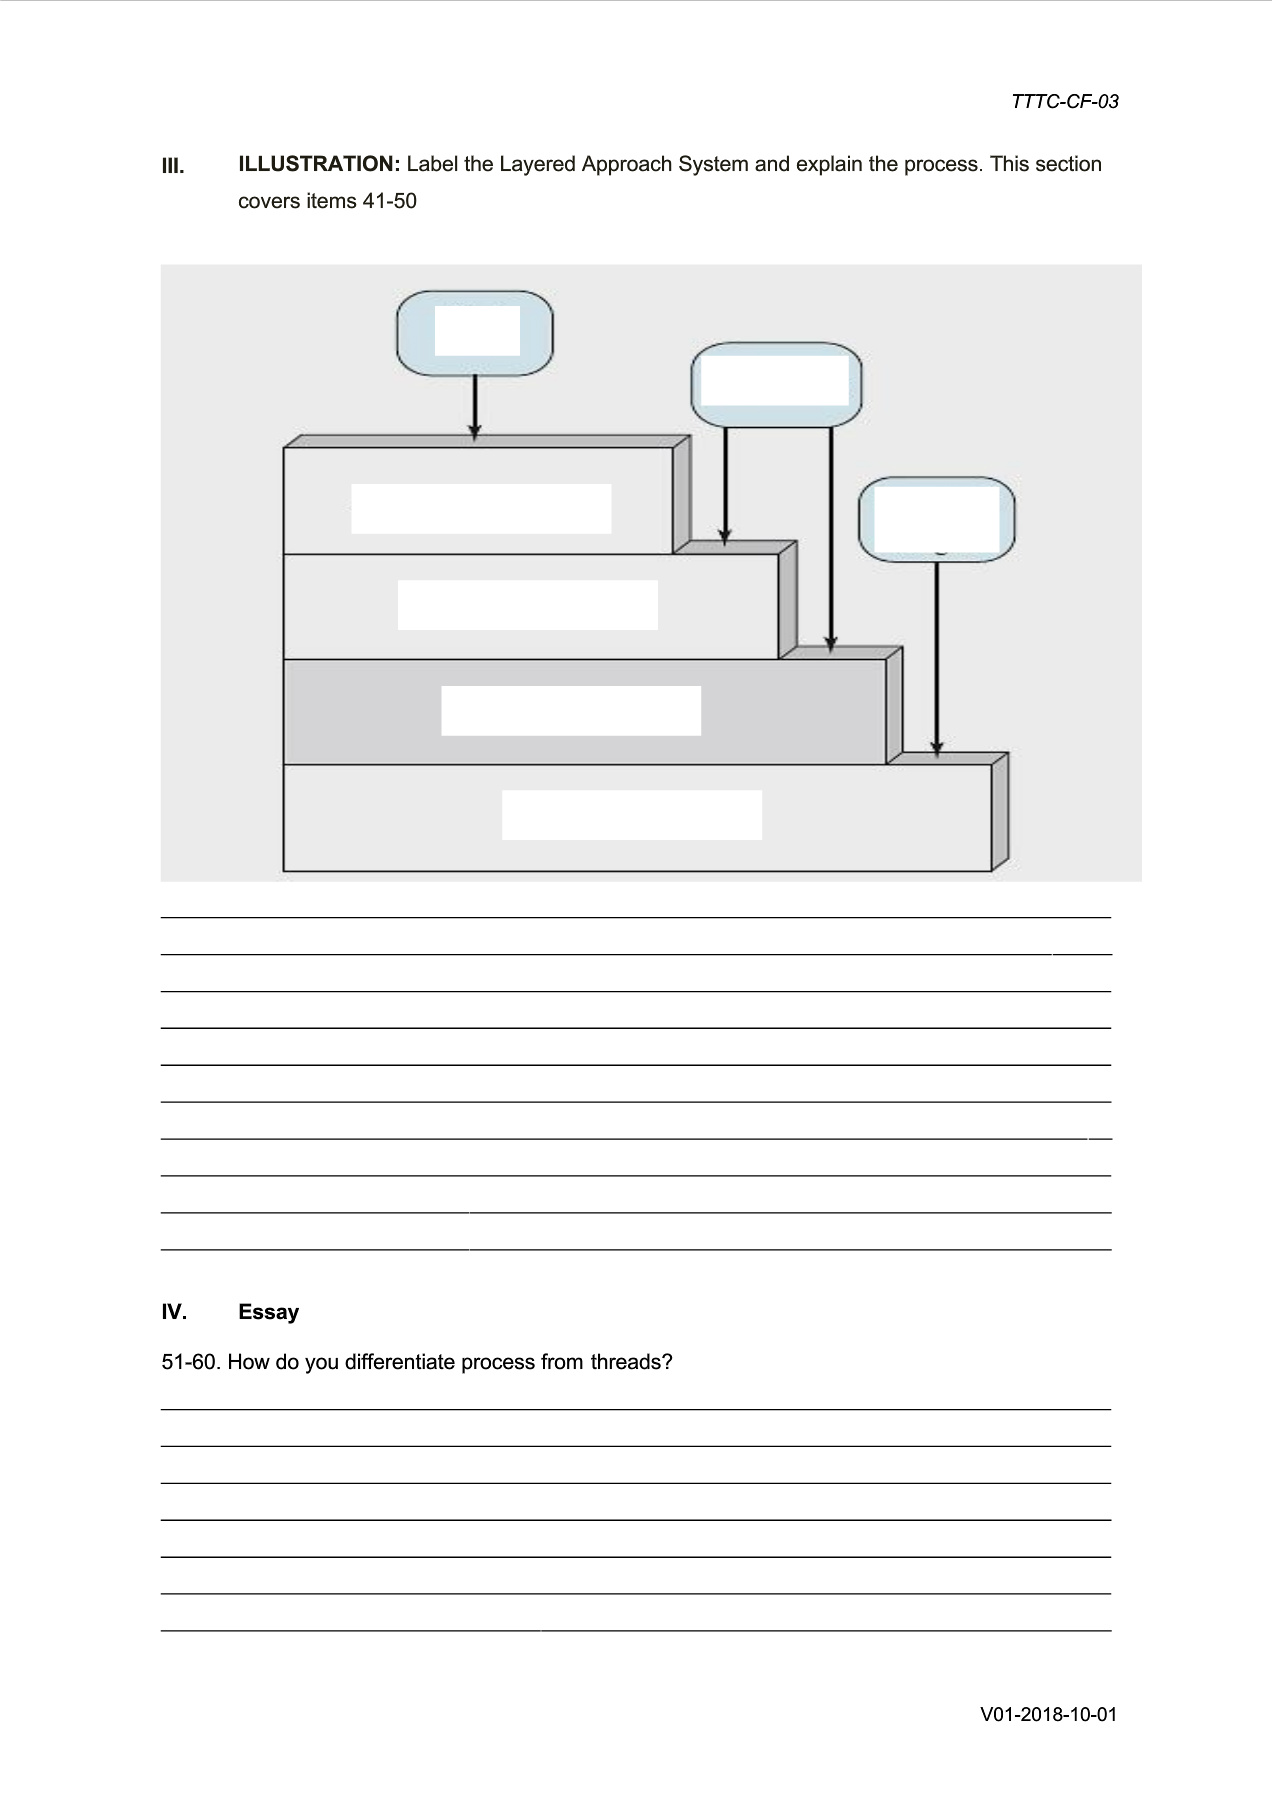 TTTC-CF-03
III. ILLUSTRATION: Label the Layered Approach System and explain the process. This section
covers items 41-50
IV. Essay
51-60. How do you differentiate process from threads?
V01-2018-10-01